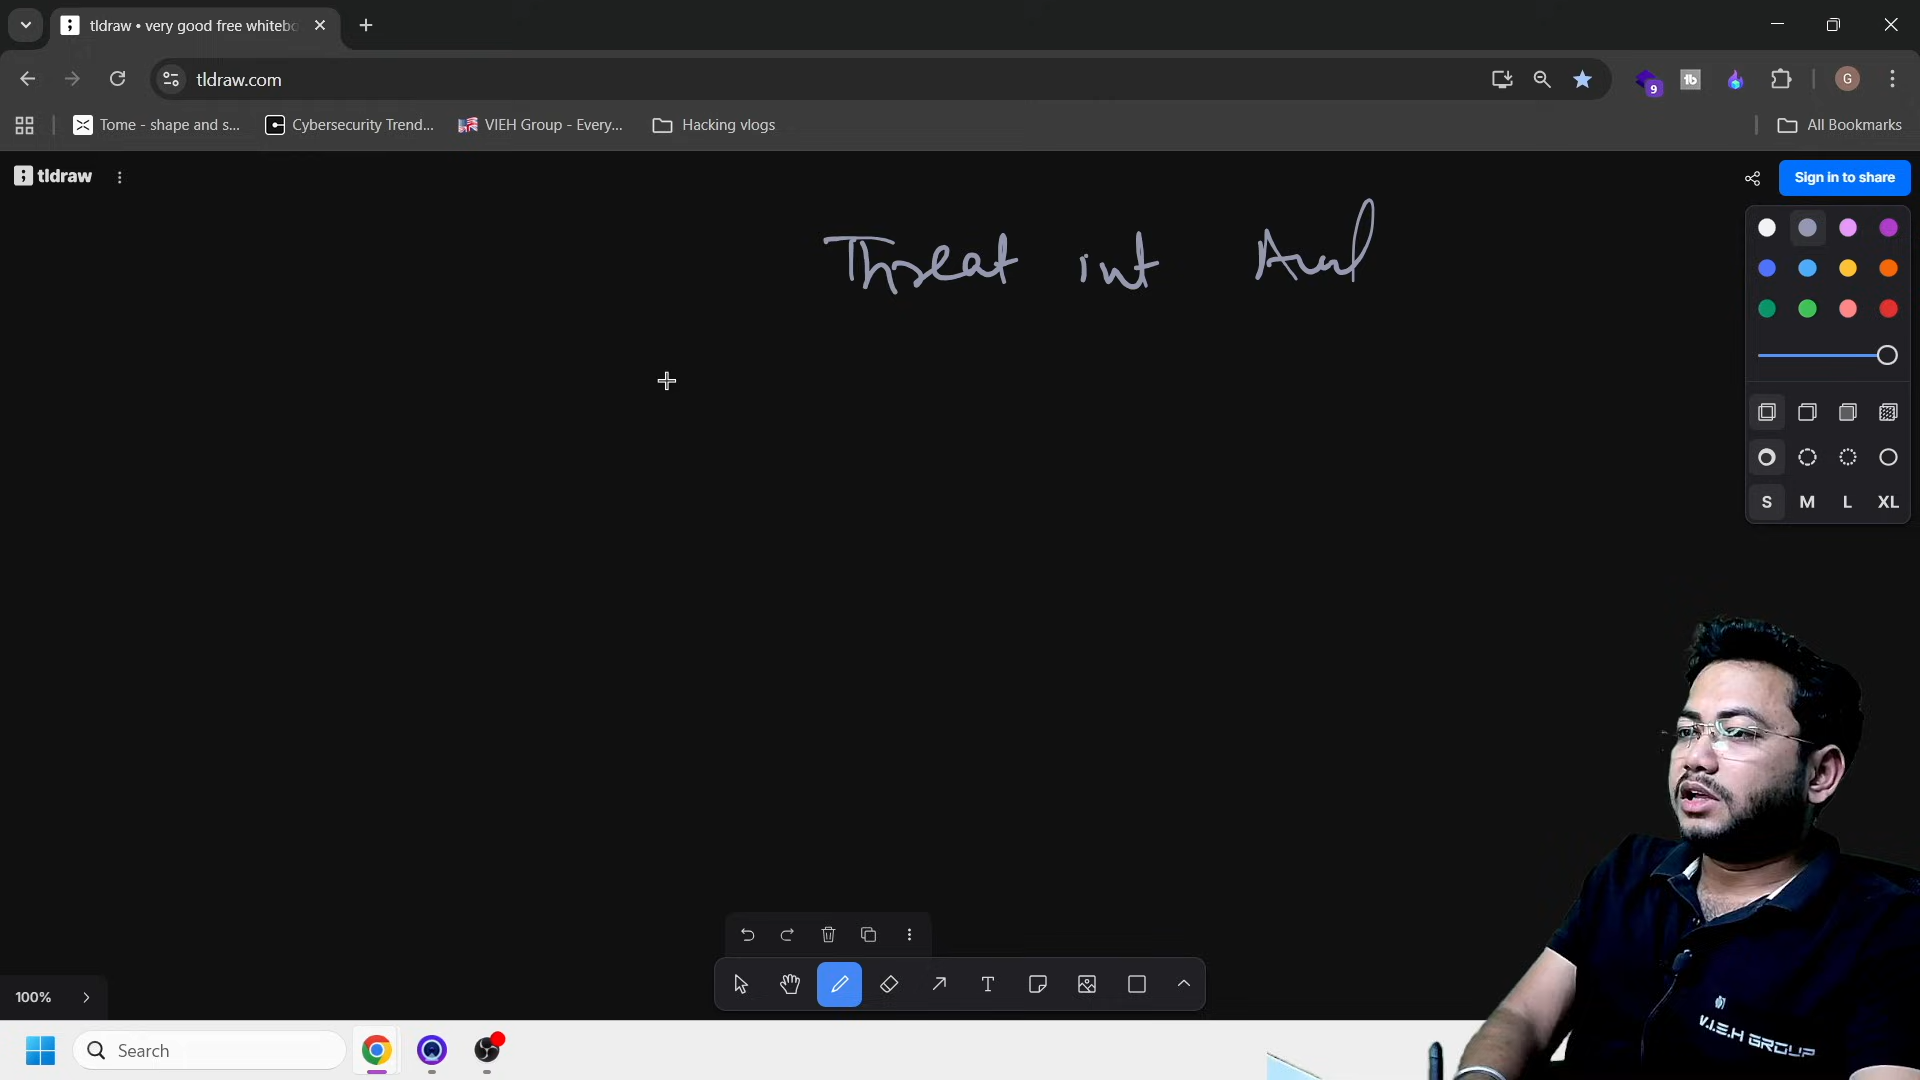 tldraw • very good free whitebo
tldraw.com
9
G
Tome - shape and s...
Cybersecurity Trend...
VIEH Group - Every...
Hacking vlogs
All Bookmarks
tldraw
Sign in to share
Threat int
S M L XL
100%
T
Search
V.I.E.H GROUP